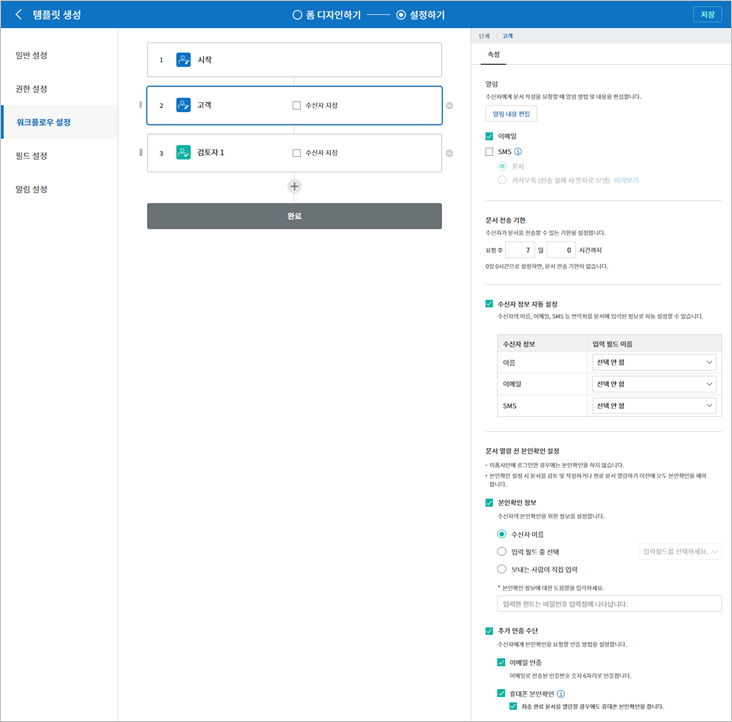 템플릿 생성
폼 디자인하기
설정하기
저장
일반 설정
권한 설정
워크플로우 설정
필드 설정
알림 설정
1 시작
2 고객 수신자 지정
3 검토자 1 수신자 지정
완료
단계 고객
속성
알림
수신자에게 문서 작성을 요청할 때 알림 방법 및 내용을 편집합니다.
알림 내용 편집
이메일
SMS
문자
카카오톡 (전송 실패 시 문자로 보냄) 미리보기
문서 전송 기한
수신자가 문서를 전송할 수 있는 기한을 설정합니다.
요청 후 7 일 0 시간까지
0일 0시간으로 설정하면, 문서 전송 기한이 없습니다.
수신자 정보 자동 설정
수신자의 이름, 이메일, SMS 등 연락처를 문서에 입력된 정보로 자동 설정할 수 있습니다.
수신자 정보 입력 필드 이름
이름 선택 안 함
이메일 선택 안 함
SMS 선택 안 함
문서 열람 전 본인확인 설정
• 이폼사인에 로그인한 경우에는 본인확인을 하지 않습니다.
• 본인확인 설정 시 문서를 검토 및 작성하거나 완료 문서 열람하기 이전에 모두 본인확인을 해야
합니다.
본인확인 정보
수신자의 본인확인을 위한 정보를 설정합니다.
수신자 이름
입력 필드 중 선택 입력필드를 선택하세요.
보내는 사람이 직접 입력
* 본인확인 정보에 대한 도움말을 입력하세요.
입력한 힌트는 비밀번호 입력창에 나타납니다.
추가 인증 수단
수신자에게 본인확인을 요청할 인증 방법을 설정합니다.
이메일 인증
이메일로 전송된 인증번호 숫자 6자리로 인증합니다.
휴대폰 본인확인
최종 완료 문서를 열람할 경우에도 휴대폰 본인확인을 합니다.